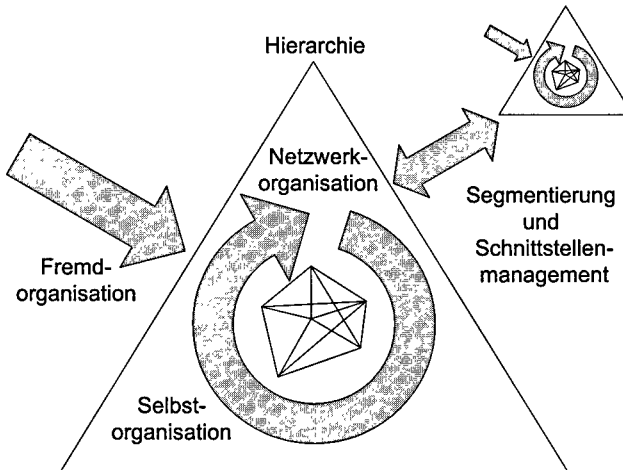 Hierarchie
Netzwerk-
organisation
Segmentierung
und
Schnittstellen-
management
Fremd-
organisation
Selbst-
organisation